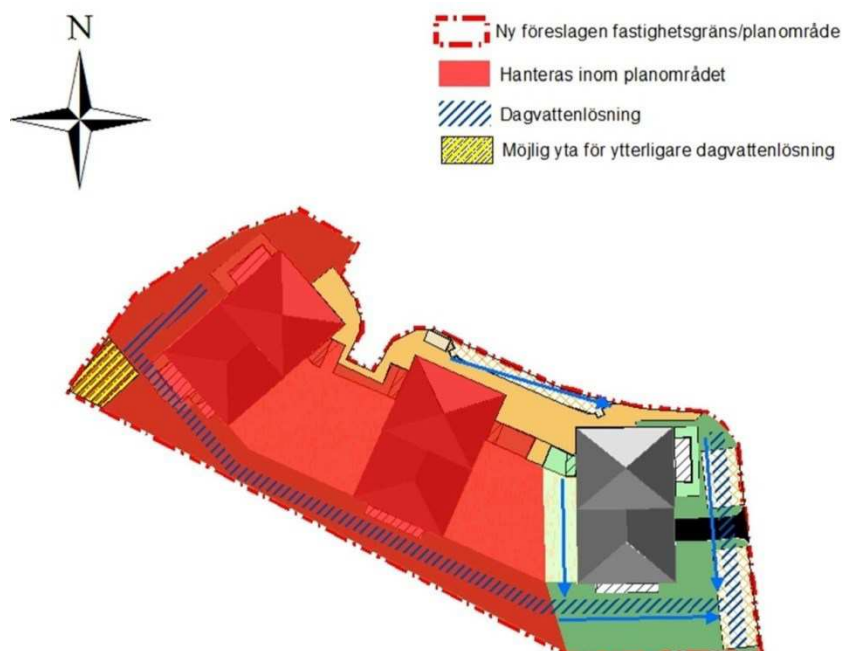 N
Ny föreslagen fastighetsgräns/planområde
Hanteras inom planområdet
Dagvattenlösning
Möjlig yta för ytterligare dagvattenlösning